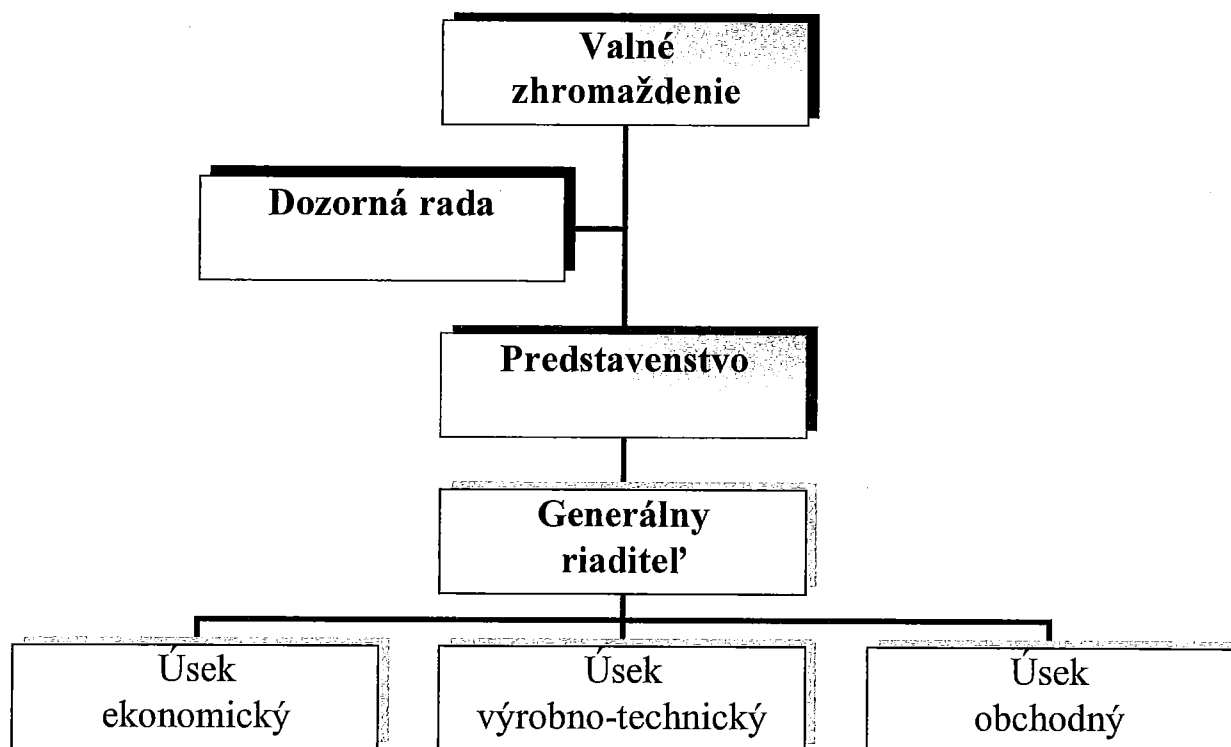 Valné
zhromaždenie
Dozorná rada
Predstavenstvo
Generálny
riaditeľ
Úsek
ekonomický
Úsek
výrobno-technický
Úsek
obchodný